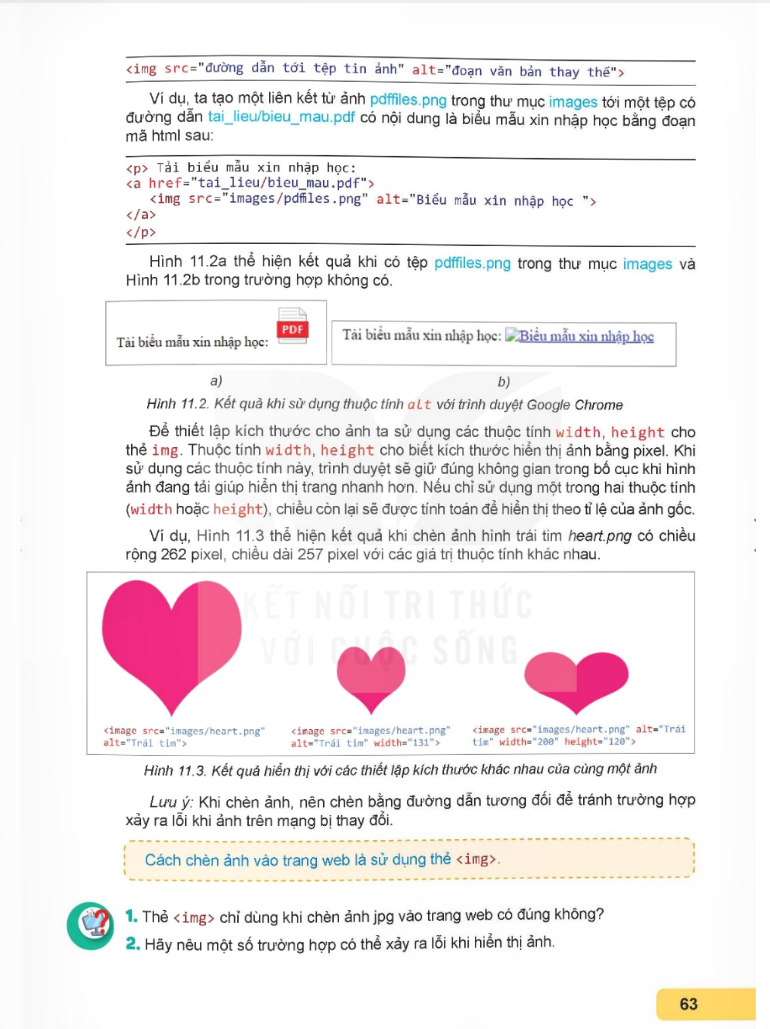 <img src="đường dẫn tới tệp tin ảnh" alt="đoạn văn bản thay thế">
Ví dụ, ta tạo một liên kết từ ảnh pdffiles.png trong thư mục images tới một tệp có
đường dẫn tai_lieu/bieu_mau.pdf có nội dung là biểu mẫu xin nhập học bằng đoạn
mã html sau:
<p> Tải biểu mẫu xin nhập học:
<a href="tai_lieu/bieu_mau.pdf">
<img src="images/pdffiles.png" alt="Biểu mẫu xin nhập học ">
</a>
</p>
Hình 11.2a thể hiện kết quả khi có tệp pdffiles.png trong thư mục images và
Hình 11.2b trong trường hợp không có.
PDF
Tải biểu mẫu xin nhập học:
Tải biểu mẫu xin nhập học: Biểu mẫu xin nhập học
a)
b)
Hình 11.2. Kết quả khi sử dụng thuộc tính alt với trình duyệt Google Chrome
Để thiết lập kích thước cho ảnh ta sử dụng các thuộc tính width, height cho
thẻ img. Thuộc tính width, height cho biết kích thước hiển thị ảnh bằng pixel. Khi
sử dụng các thuộc tính này, trình duyệt sẽ giữ đúng không gian trong bố cục khi hình
ảnh đang tải giúp hiển thị trang nhanh hơn. Nếu chỉ sử dụng một trong hai thuộc tính
(width hoặc height), chiều còn lại sẽ được tính toán để hiển thị theo tỉ lệ của ảnh gốc.
Ví dụ, Hình 11.3 thể hiện kết quả khi chèn ảnh hình trái tim heart.png có chiều
rộng 262 pixel, chiều dài 257 pixel với các giá trị thuộc tính khác nhau.
KẾT NỐI TRI THỨC
VỚI CUỘC SỐNG
<image src="images/heart.png"
alt="Trái tim">
<image src="images/heart.png"
alt="Trái tim" width="131">
<image src="images/heart.png" alt="Trái
tim" width="200" height="120">
Hình 11.3. Kết quả hiển thị với các thiết lập kích thước khác nhau của cùng một ảnh
Lưu ý: Khi chèn ảnh, nên chèn bằng đường dẫn tương đối để tránh trường hợp
xảy ra lỗi khi ảnh trên mạng bị thay đổi.
Cách chèn ảnh vào trang web là sử dụng thẻ <img>.
1. Thẻ <img> chỉ dùng khi chèn ảnh jpg vào trang web có đúng không?
2. Hãy nêu một số trường hợp có thể xảy ra lỗi khi hiển thị ảnh.
63